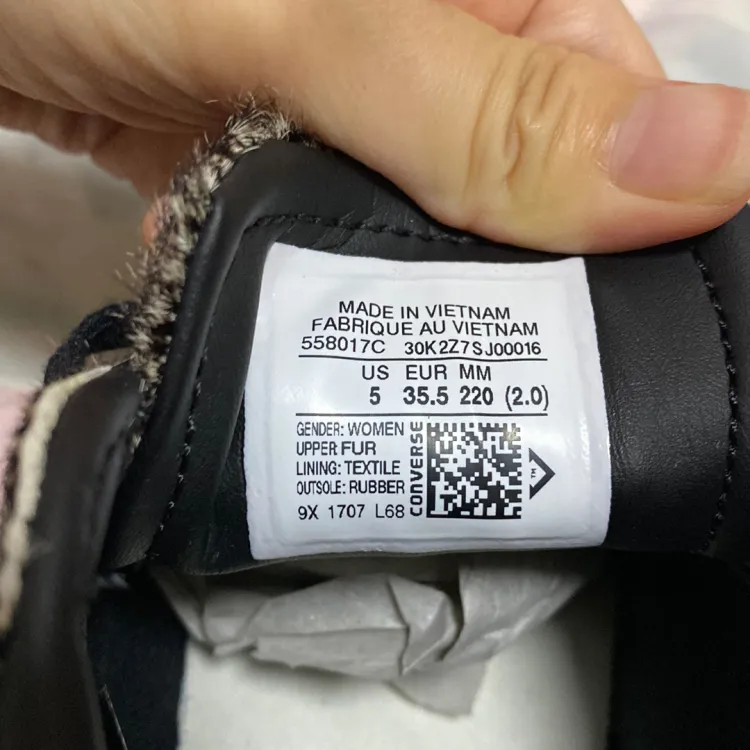 MADE IN VIETNAM
FABRIQUE AU VIETNAM
558017C 30K2Z7SJ00016
US EUR MM
5 35.5 220 (2.0)
GENDER: WOMEN
UPPER FUR
LINING: TEXTILE
OUTSOLE: RUBBER
9X 1707 L68
CONVERSE
TM